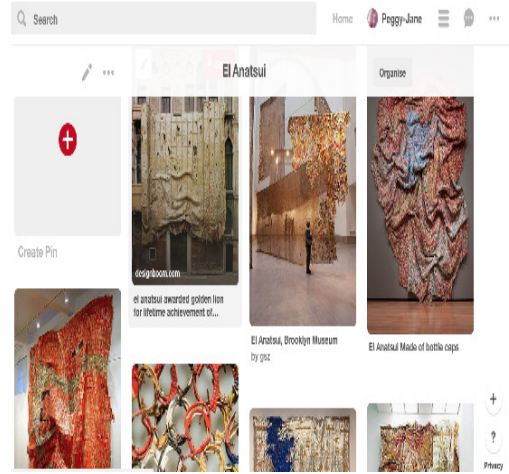 Search
Home
Peggy-Jane
El Anatsui
Organise
Create Pin
designboom.com
el anatsui awarded golden lion
for lifetime achievement of...
El Anatsui, Brooklyn Museum
by gsz
El Anatsui Made of bottle caps
+
?
Privacy